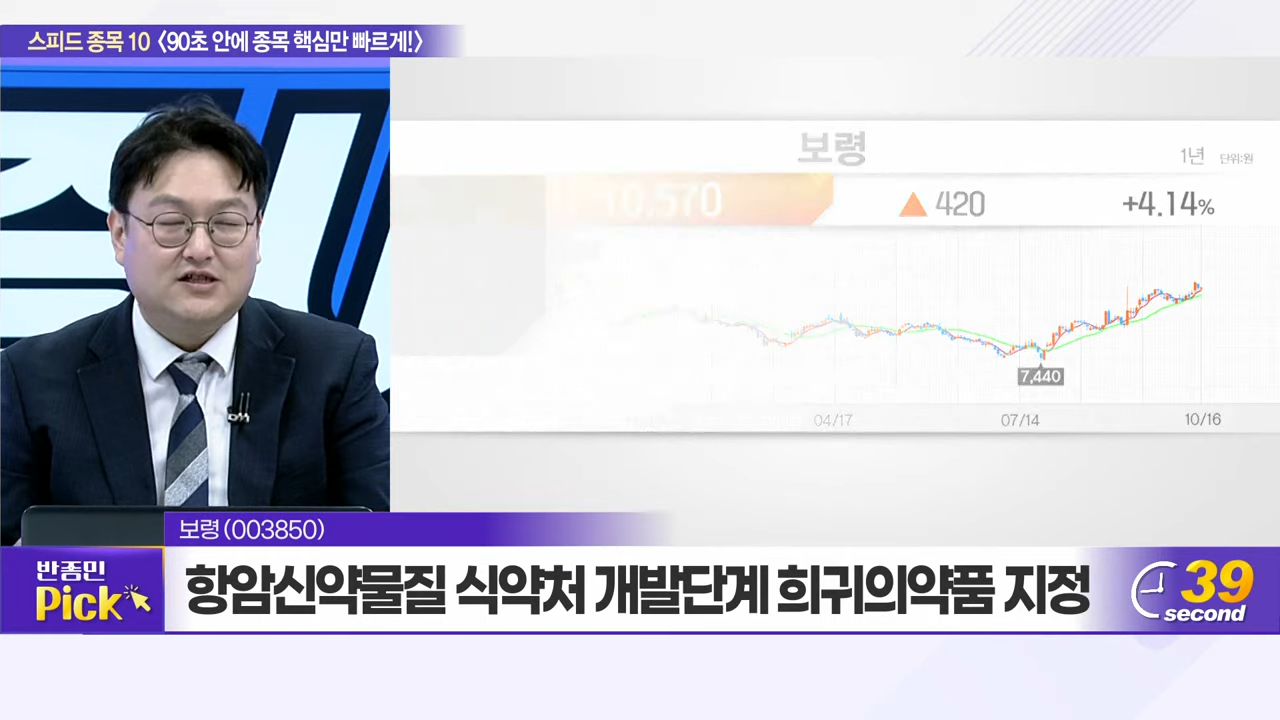 스피드 종목 10 〈90초 안에 종목 핵심만 빠르게!〉
보령
1년 단위:원
10,570 ▲ 420 +4.14%
7,440
04/17 07/14 10/16
보령(003850)
반종민
Pick
항암신약물질 식약처 개발단계 희귀의약품 지정
39
second